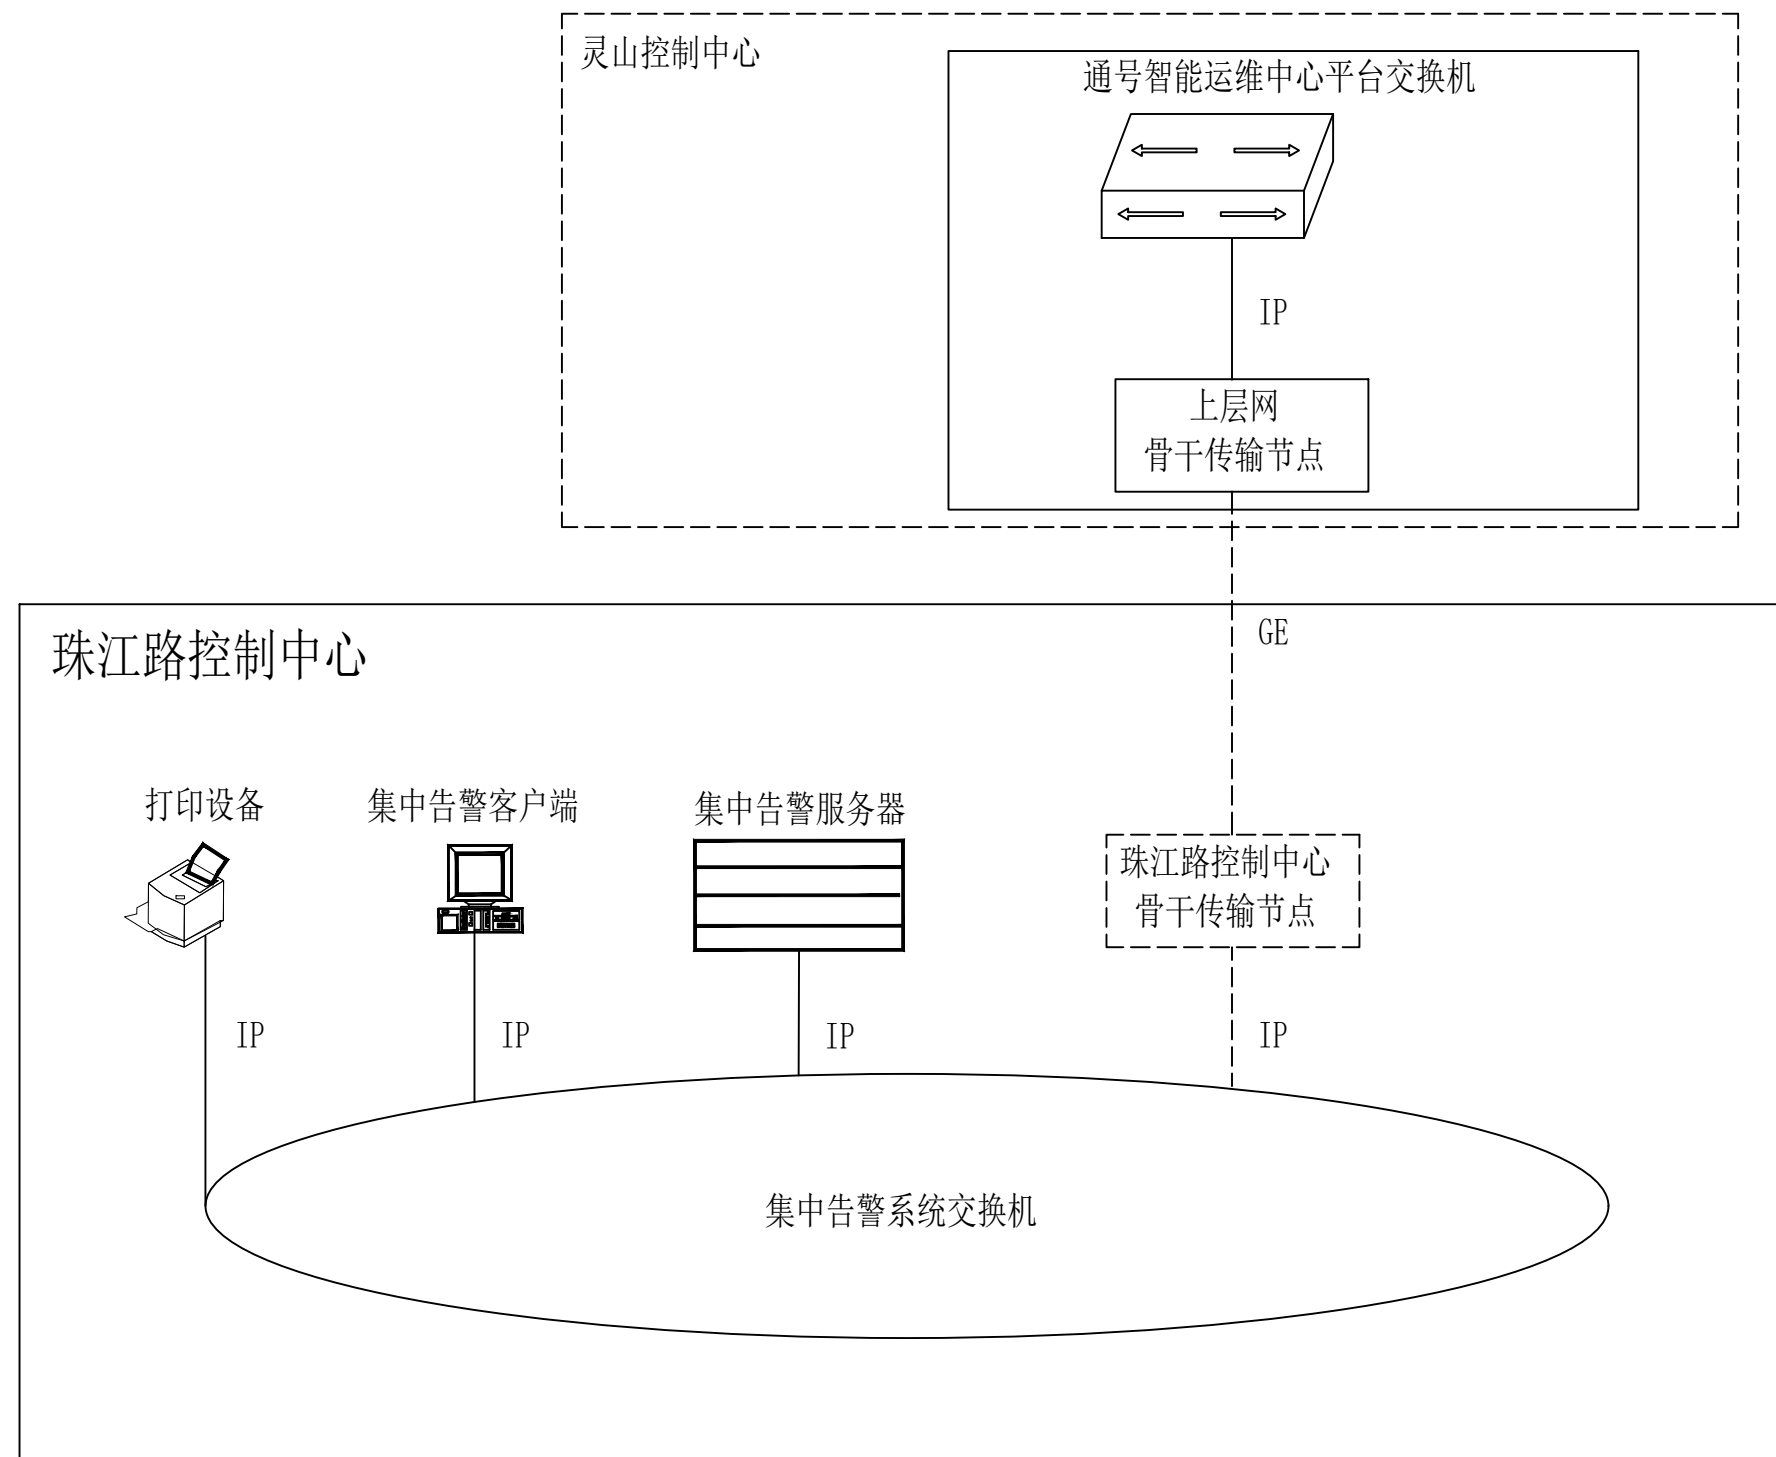 灵山控制中心
通号智能运维中心平台交换机
IP
上层网
骨干传输节点
GE
珠江路控制中心
打印设备
集中告警客户端
集中告警服务器
珠江路控制中心
骨干传输节点
IP
IP
IP
IP
集中告警系统交换机